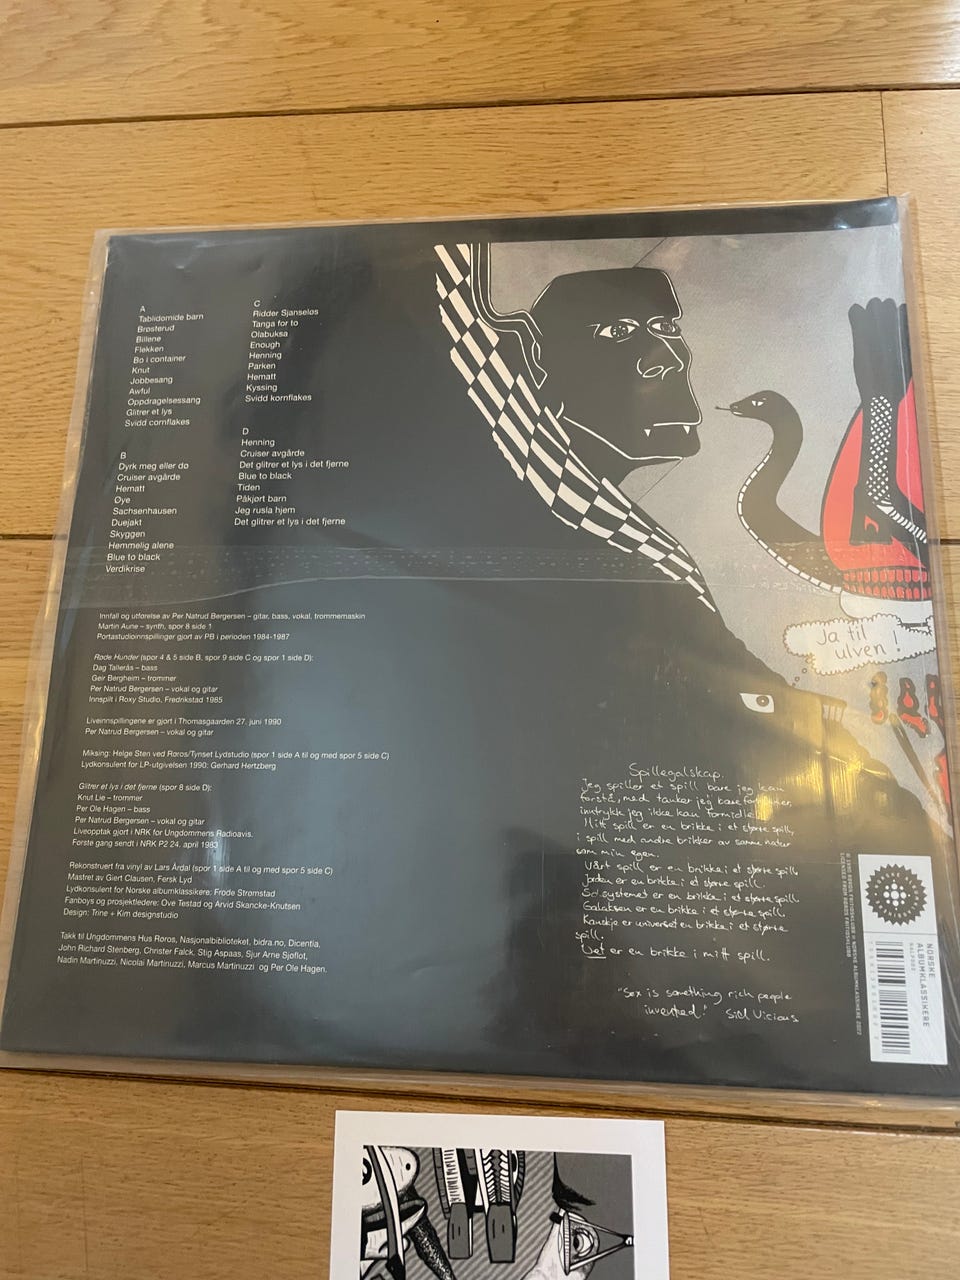 A
Tablidomide barn
Brøsterud
Billene
Flekken
Bo i container
Knut
Jobbesang
Awful
Oppdragelsessang
Glitrer et lys
Svidd cornflakes
B
Dyrk meg eller do
Cruiser avgårde
Hematt
Øye
Sachsenhausen
Duejakt
Skyggen
Hemmelig alene
Blue to black
Verdikrise
C
Ridder Sjanseløs
Tanga for to
Olabuksa
Enough
Henning
Parken
Hematt
Kyssing
Svidd kornflakes
D
Henning
Cruiser avgårde
Det glitrer et lys i det fjerne
Blue to black
Tiden
Påkjørt barn
Jeg rusla hjem
Det glitrer et lys i det fjerne
Innfall og utførelse av Per Natrud Bergersen – gitar, bass, vokal, trommemaskin
Martin Aune – synth, spor 8 side 1
Portastudioinnspillinger gjort av PB i perioden 1984-1987
Røde Hunder (spor 4 & 5 side B, spor 9 side C og spor 1 side D):
Dag Tallerås – bass
Geir Bergheim – trommer
Per Natrud Bergersen – vokal og gitar
Innspilt i Roxy Studio, Fredrikstad 1985
Liveinnspillingene er gjort i Thomasgaarden 27. juni 1990
Per Natrud Bergersen – vokal og gitar
Miksing: Helge Sten ved Røros/Tynset Lydstudio (spor 1 side A til og med spor 5 side C)
Lydkonsulent for LP-utgivelsen 1990: Gerhard Hertzberg
Glitrer et lys i det fjerne (spor 8 side D):
Knut Lie – trommer
Per Ole Hagen – bass
Per Natrud Bergersen – vokal og gitar
Liveopptak gjort i NRK for Ungdommens Radioavis.
Første gang sendt i NRK P2 24. april 1983
Rekonstruert fra vinyl av Lars Årdal (spor 1 side A til og med spor 5 side C)
Mastret av Giert Clausen, Fersk Lyd
Lydkonsulent for Norske albumklassikere: Frode Strømstad
Fanboys og prosjektledere: Ove Testad og Arvid Skancke-Knutsen
Design: Trine + Kim designstudio
Takk til Ungdommens Hus Røros, Nasjonalbiblioteket, bidra.no, Dicentia,
John Richard Stenberg, Christer Falck, Stig Aspaas, Sjur Arne Sjøflot,
Nadin Martinuzzi, Nicolai Martinuzzi, Marcus Martinuzzi og Per Ole Hagen.
Ja til
ulven!
Spillegalskap.
Jeg spiller et spill bare jeg kan
forstå, med tanker jeg bare
inntrykk jeg ikke kan formidle
Mitt spill er en brikke i et større spill,
i spill med andre brikker av samme natur
som min egen.
Vårt spill er en brikke i et større spill
Jorden er en brikke i et større spill.
Solsystemet er en brikke i et større spill
Galaksen er en brikke i et større spill.
Kanskje er universet en brikke i et større
spill.
Det er en brikke i mitt spill.
"Sex is something rich people
invented." Sid Vicious
NORSKE
ALBUMKLASSIKERE